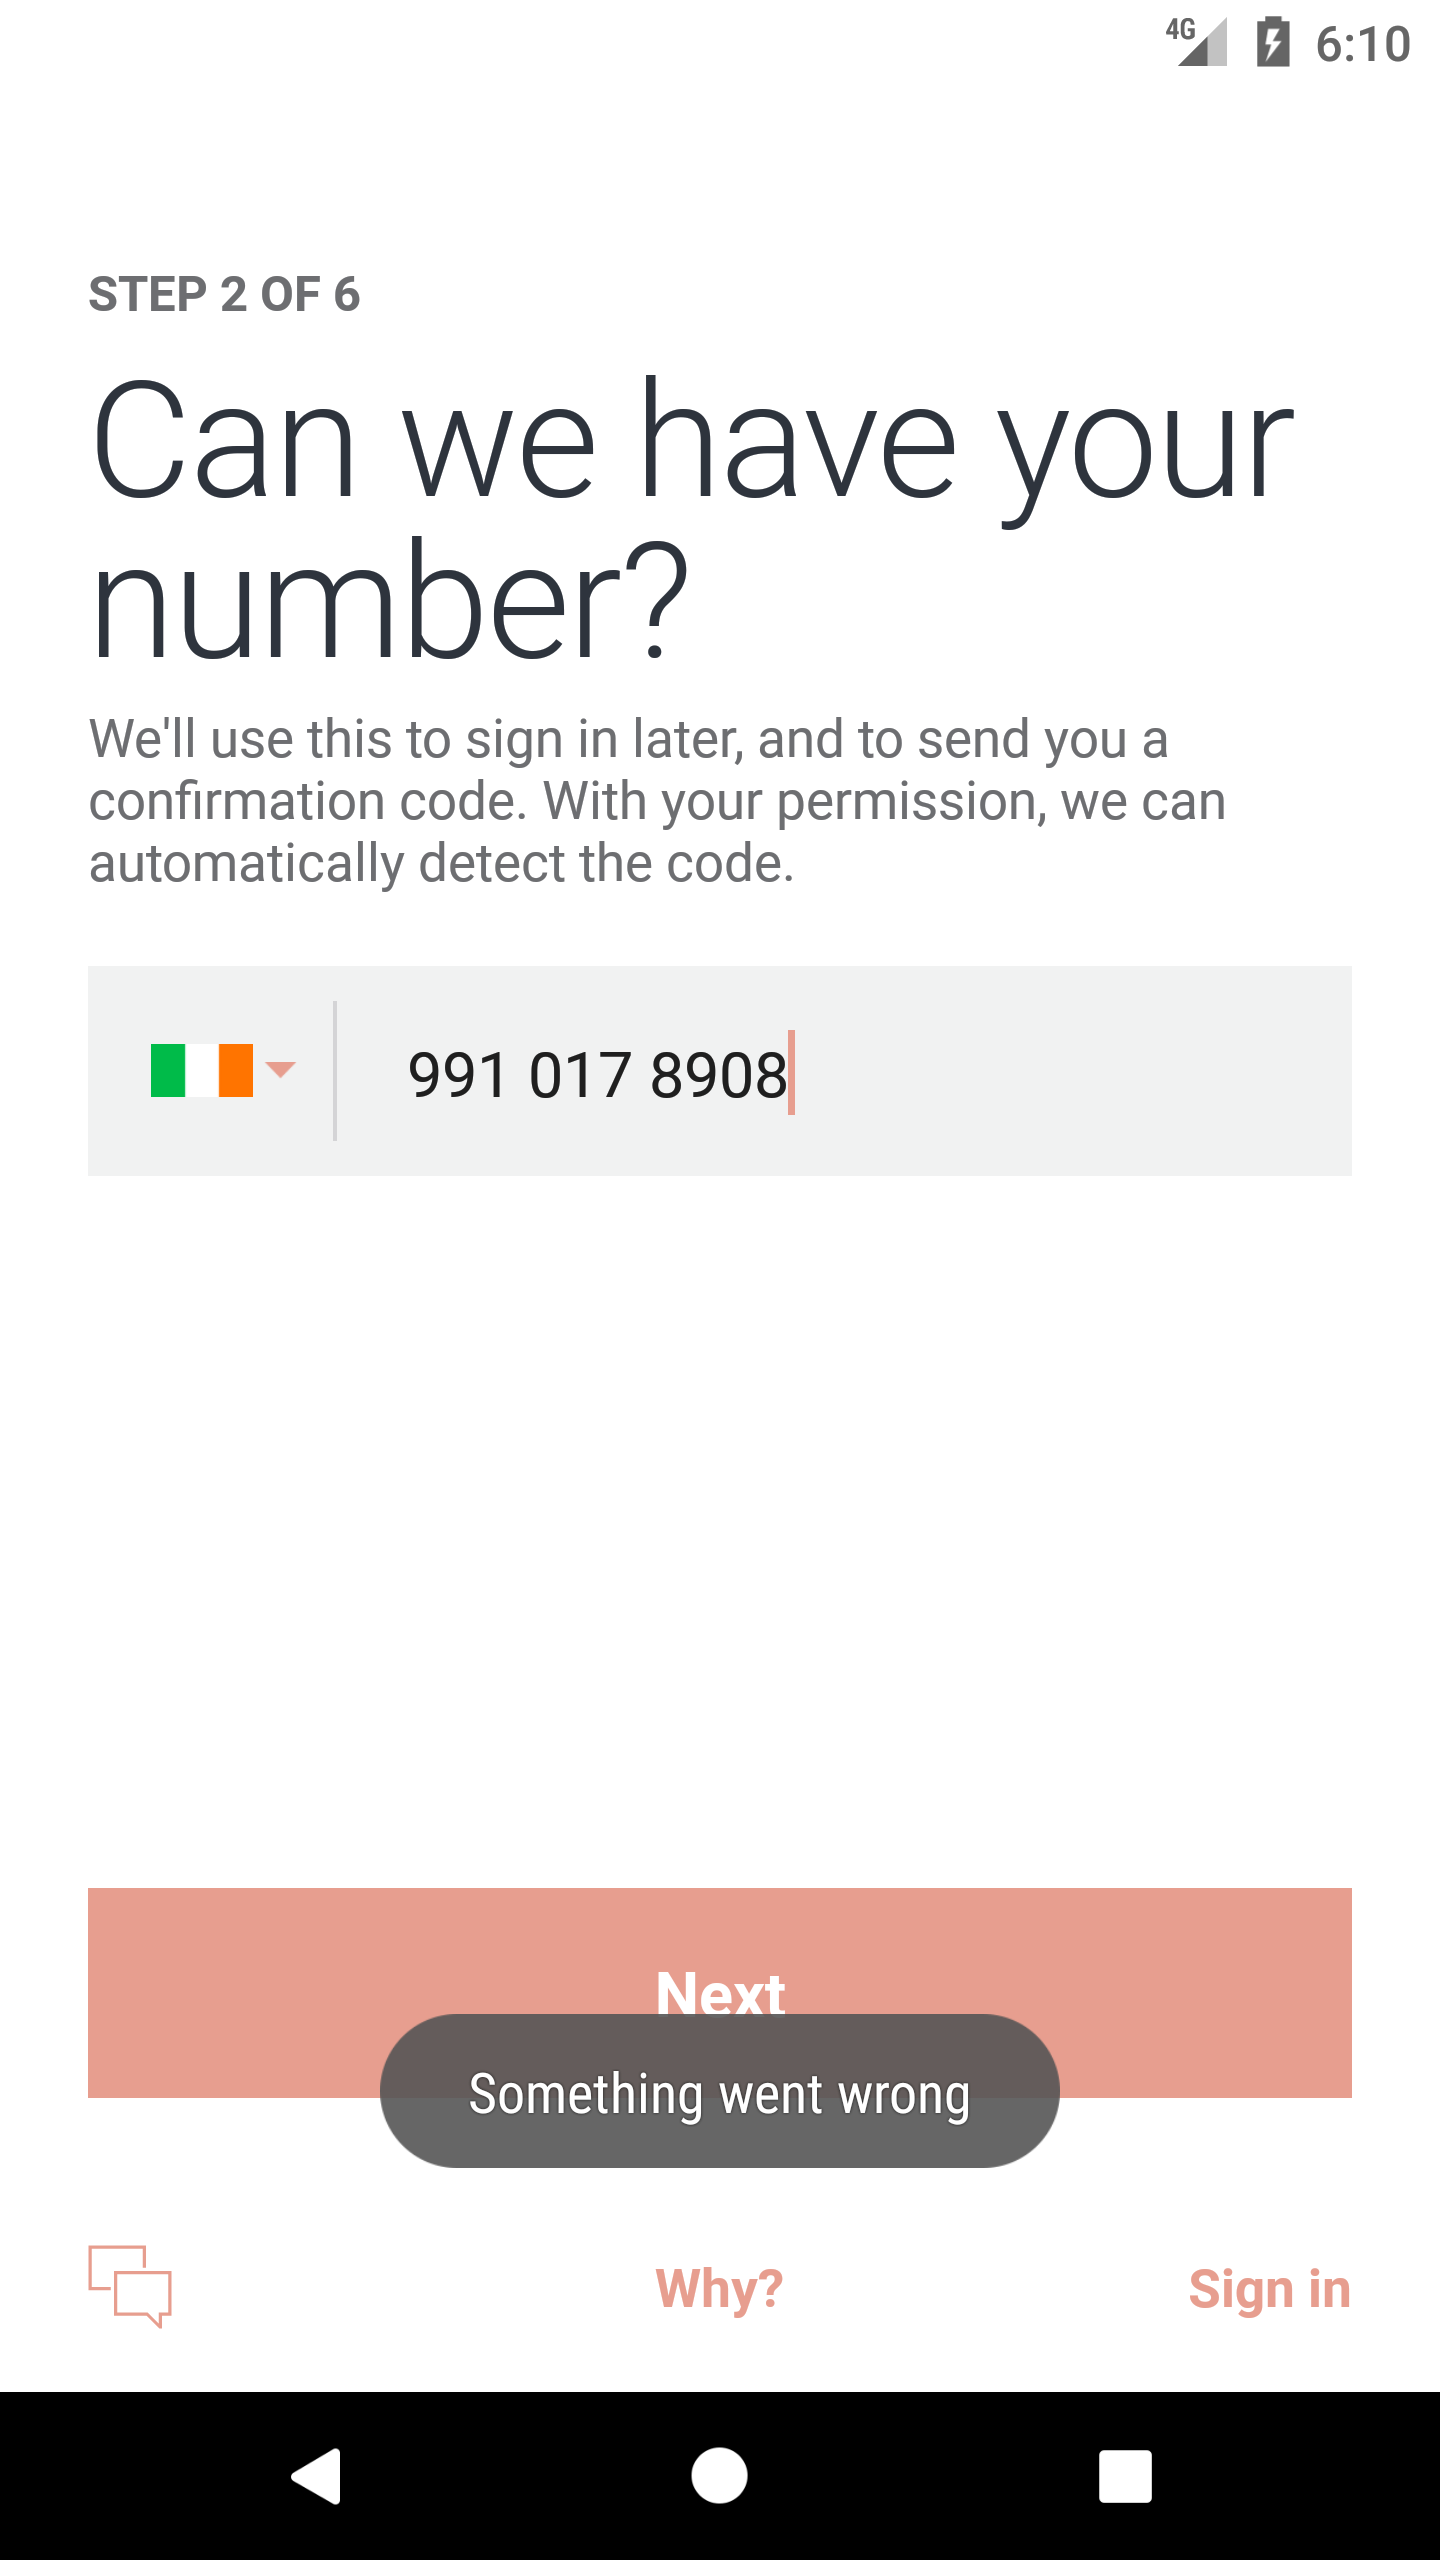 4G 6:10
STEP 2 OF 6
Can we have your
number?
We'll use this to sign in later, and to send you a
confirmation code. With your permission, we can
automatically detect the code.
991 017 8908
Next
Something went wrong
Why? Sign in